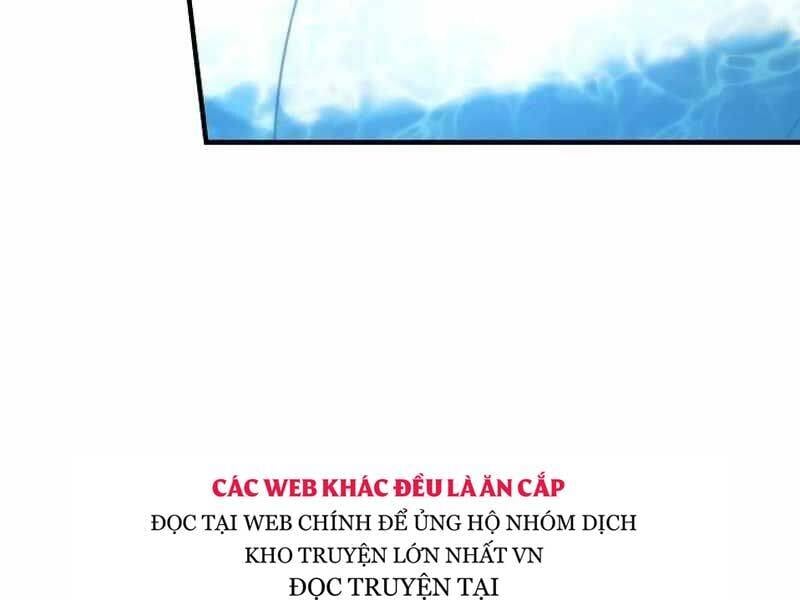 CÁC WEB KHÁC ĐỀU LÀ ĂN CẮP
ĐỌC TẠI WEB CHÍNH ĐỂ ỦNG HỘ NHÓM DỊCH
KHO TRUYỆN LỚN NHẤT VN
ĐỌC TRUYỆN TẠI